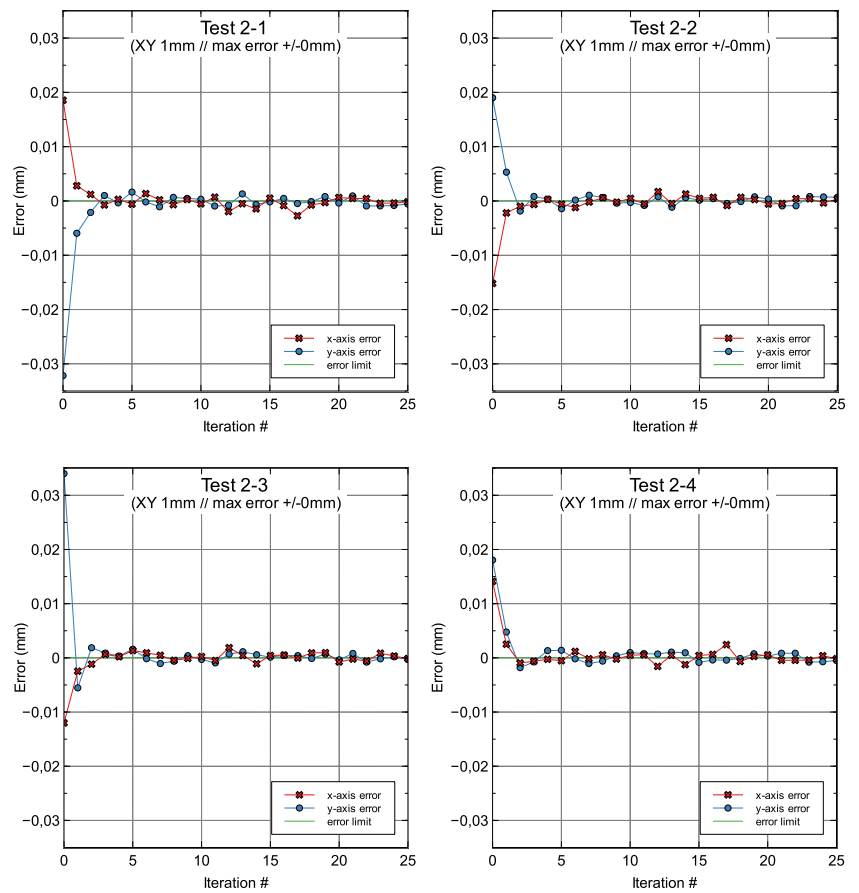 Test 2-1
(XY 1mm // max error +/-0mm)
0,03
0,02
0,01
0
−0,01
−0,02
−0,03
Error (mm)
0 5 10 15 20 25
Iteration #
x-axis error
y-axis error
error limit
Test 2-2
(XY 1mm // max error +/-0mm)
0,03
0,02
0,01
0
−0,01
−0,02
−0,03
Error (mm)
0 5 10 15 20 25
Iteration #
x-axis error
y-axis error
error limit
Test 2-3
(XY 1mm // max error +/-0mm)
0,03
0,02
0,01
0
−0,01
−0,02
−0,03
Error (mm)
0 5 10 15 20 25
Iteration #
x-axis error
y-axis error
error limit
Test 2-4
(XY 1mm // max error +/-0mm)
0,03
0,02
0,01
0
−0,01
−0,02
−0,03
Error (mm)
0 5 10 15 20 25
Iteration #
x-axis error
y-axis error
error limit